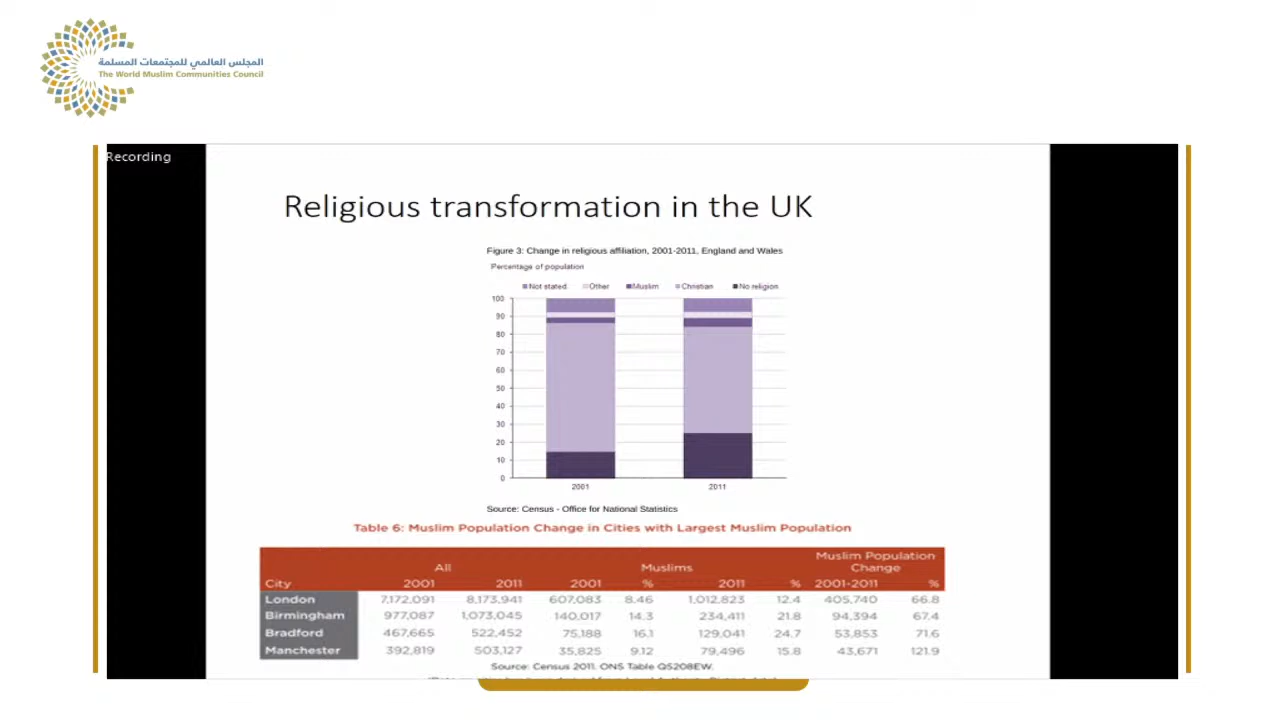 المجلس العالمي للمجتمعات المسلمة
The World Muslim Communities Council
Recording
Religious transformation in the UK
Figure 3: Change in religious affiliation, 2001-2011, England and Wales
Percentage of population
Not stated Other Muslim Christian No religion
100
90
80
70
60
50
40
30
20
10
0
2001 2011
Source: Census - Office for National Statistics
Table 6: Muslim Population Change in Cities with Largest Muslim Population
All Muslims Muslim Population Change
City 2001 2011 2001 % 2011 % 2001-2011 %
London 7,172,091 8,173,941 607,083 8.46 1,012,823 12.4 405,740 66.8
Birmingham 977,087 1,073,045 140,017 14.3 234,411 21.8 94,394 67.4
Bradford 467,665 522,452 75,188 16.1 129,041 24.7 53,853 71.6
Manchester 392,819 503,127 35,825 9.12 79,496 15.8 43,671 121.9
Source: Census 2011. ONS Table QS208EW.